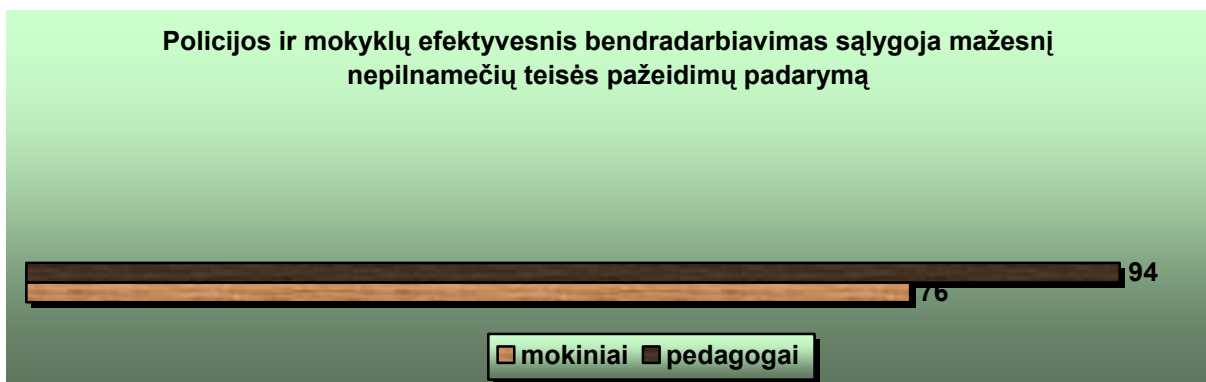 Policijos ir mokyklų efektyvesnis bendradarbiavimas sąlygoja mažesnį
nepilnamečių teisės pažeidimų padarymą
94
76
mokiniai pedagogai